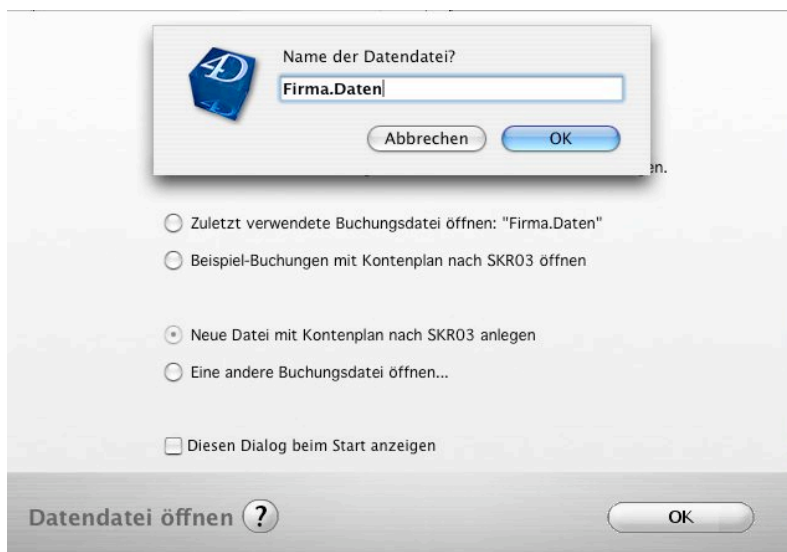 4D
Name der Datendatei?
Firma.Daten
Abbrechen
OK
en.
Zuletzt verwendete Buchungsdatei öffnen: "Firma.Daten"
Beispiel-Buchungen mit Kontenplan nach SKR03 öffnen
Neue Datei mit Kontenplan nach SKR03 anlegen
Eine andere Buchungsdatei öffnen...
Diesen Dialog beim Start anzeigen
Datendatei öffnen ?
OK